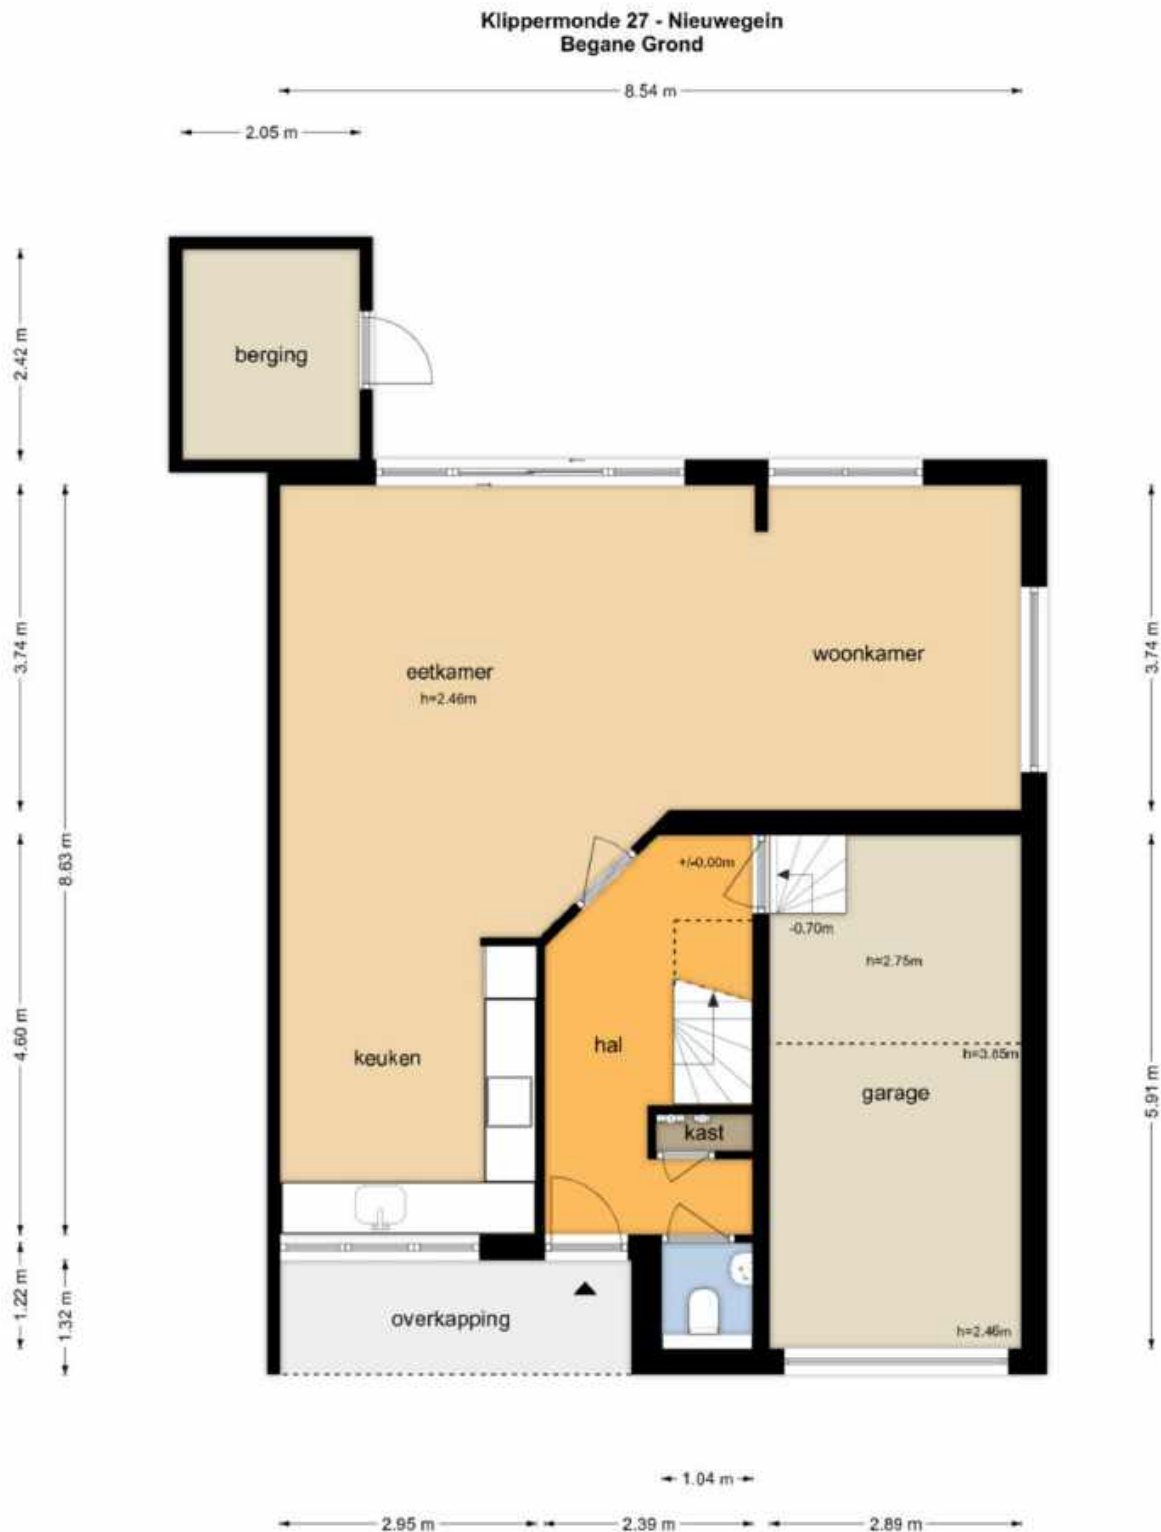 Klippermonde 27 - Nieuwegein
Begane Grond
8.54 m
2.05 m
2.42 m
berging
3.74 m
8.63 m
3.74 m
woonkamer
eetkamer
h=2.46m
4.60 m
+/-0.00m
-0.70m
h=2.75m
hal
keuken
h=3.85m
garage
5.91 m
kast
1.22 m
1.32 m
overkapping
h=2.46m
1.04 m
2.95 m
2.39 m
2.89 m